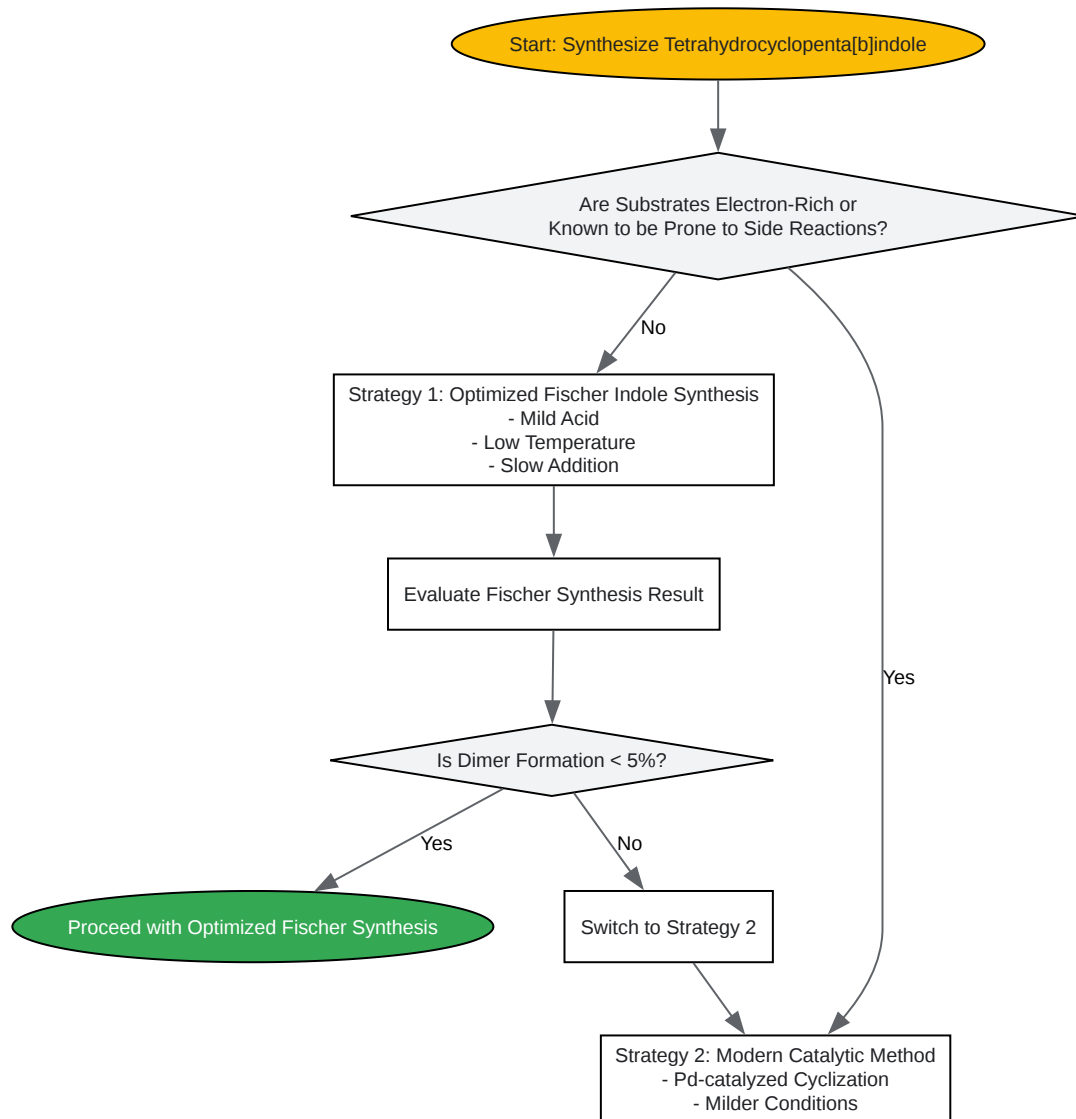 Start: Synthesize Tetrahydrocyclopenta[b]indole
Are Substrates Electron-Rich or
Known to be Prone to Side Reactions?
No
Yes
Strategy 1: Optimized Fischer Indole Synthesis
- Mild Acid
- Low Temperature
- Slow Addition
Evaluate Fischer Synthesis Result
Is Dimer Formation < 5%?
Yes
No
Proceed with Optimized Fischer Synthesis
Switch to Strategy 2
Strategy 2: Modern Catalytic Method
- Pd-catalyzed Cyclization
- Milder Conditions